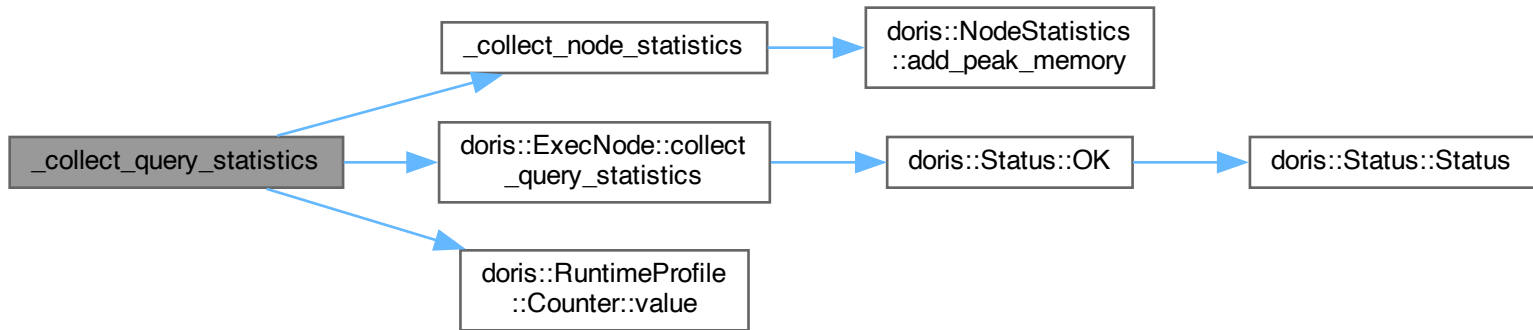 _collect_node_statistics
doris::NodeStatistics
::add_peak_memory
_collect_query_statistics
doris::ExecNode::collect
_query_statistics
doris::Status::OK
doris::Status::Status
doris::RuntimeProfile
::Counter::value